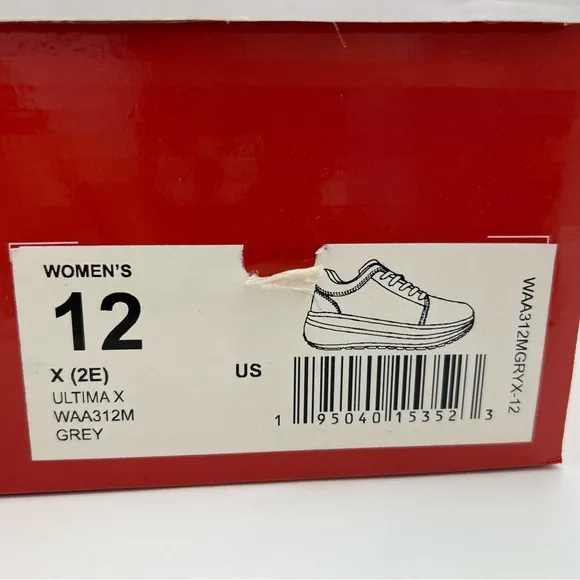 WOMEN'S
12
X (2E)
US
ULTIMA X
WAA312M
GREY
1 95040 15352 3
WAA312MGRYX-12